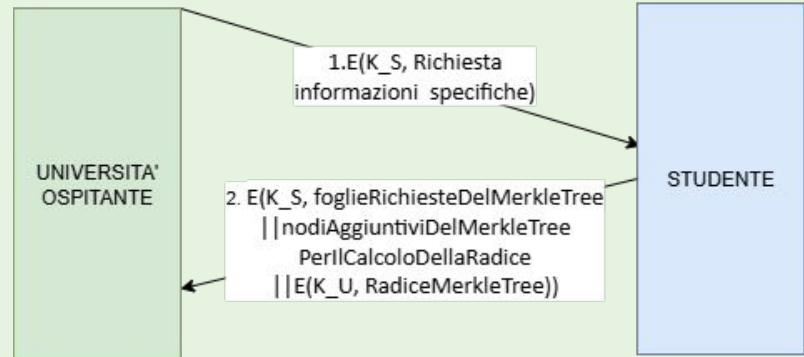 1.E(K_S, Richiesta
informazioni specifiche)
UNIVERSITA'
OSPITANTE
STUDENTE
2. E(K_S, foglieRichiesteDelMerkleTree
||nodiAggiuntiviDelMerkleTree
PerIlCalcoloDellaRadice
||E(K_U, RadiceMerkleTree))